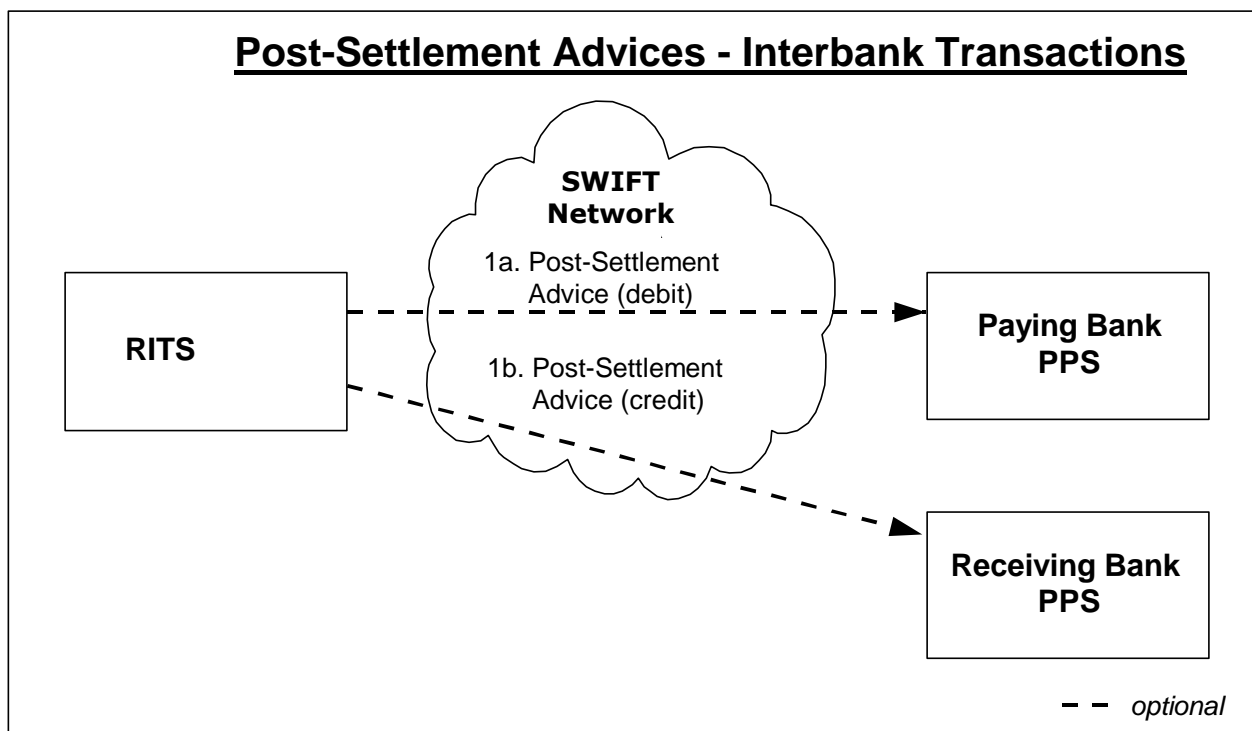 Post-Settlement Advices - Interbank Transactions
SWIFT
Network
1a. Post-Settlement
Advice (debit)
RITS
Paying Bank
PPS
1b. Post-Settlement
Advice (credit)
Receiving Bank
PPS
optional